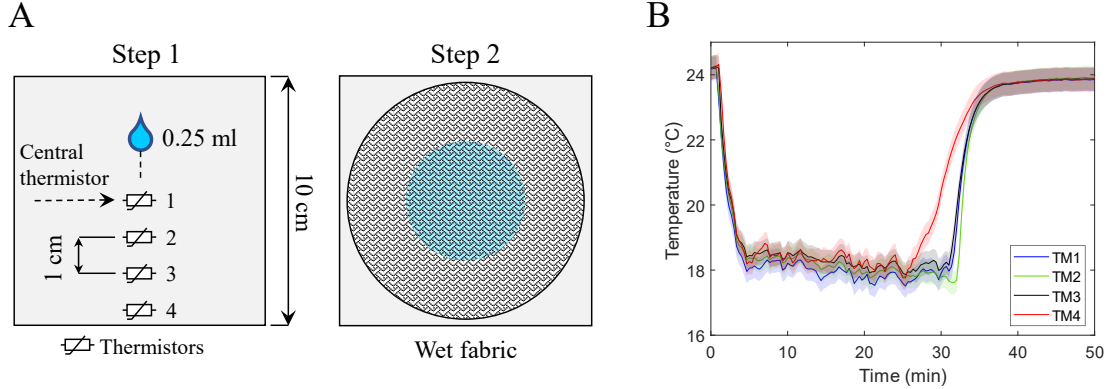 A
Step 1
Step 2
0.25 ml
Central
thermistor
1
2
3
4
1 cm
10 cm
Thermistors
Wet fabric
B
Temperature (°C)
24
22
20
18
16
0 10 20 30 40 50
Time (min)
TM1
TM2
TM3
TM4